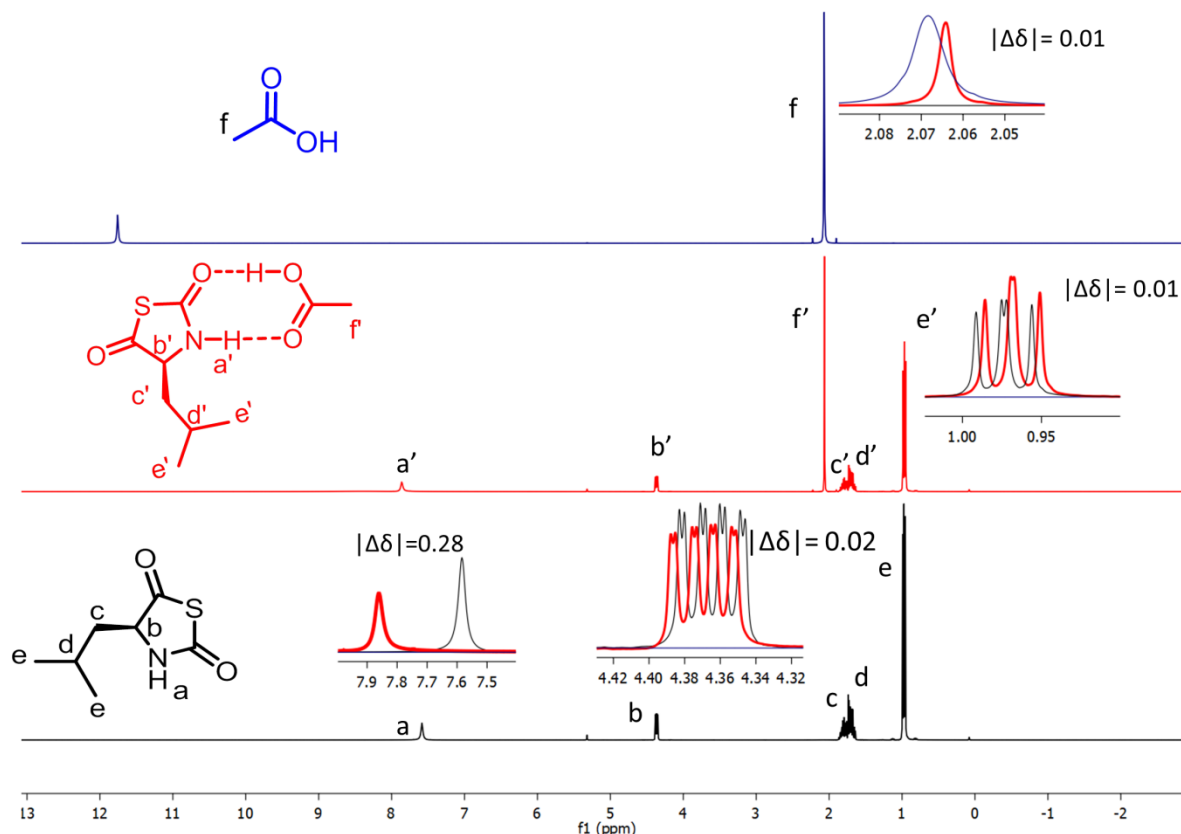 O
f
OH
f
|Δδ|= 0.01
2.08 2.07 2.06 2.05
O--H-O
S
N-H---O
O
b'
a'
f'
c'
d'
e'
e'
a’
b’
c’
d’
f’
e’
|Δδ|= 0.01
1.00 0.95
O
S
c
b
d
e
N
H
a
O
e
|Δδ|=0.28
7.9 7.8 7.7 7.6 7.5
|Δδ|= 0.02
4.42 4.40 4.38 4.36 4.34 4.32
a
b
c
d
e
13 12 11 10 9 8 7 6 5 4 3 2 1 0 -1 -2
f1 (ppm)